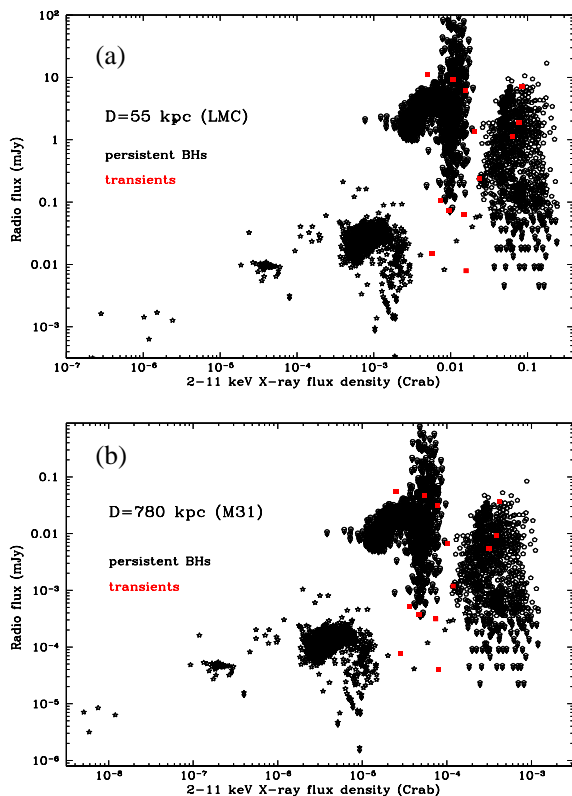 (a)
D=55 kpc (LMC)
persistent BHs
transients
Radio flux (mJy)
10²
10
1
0.1
0.01
10⁻³
10⁻⁷ 10⁻⁶ 10⁻⁵ 10⁻⁴ 10⁻³ 0.01 0.1
2-11 keV X-ray flux density (Crab)
(b)
D=780 kpc (M31)
persistent BHs
transients
Radio flux (mJy)
0.1
0.01
10⁻³
10⁻⁴
10⁻⁵
10⁻⁶
10⁻⁸ 10⁻⁷ 10⁻⁶ 10⁻⁵ 10⁻⁴ 10⁻³
2-11 keV X-ray flux density (Crab)